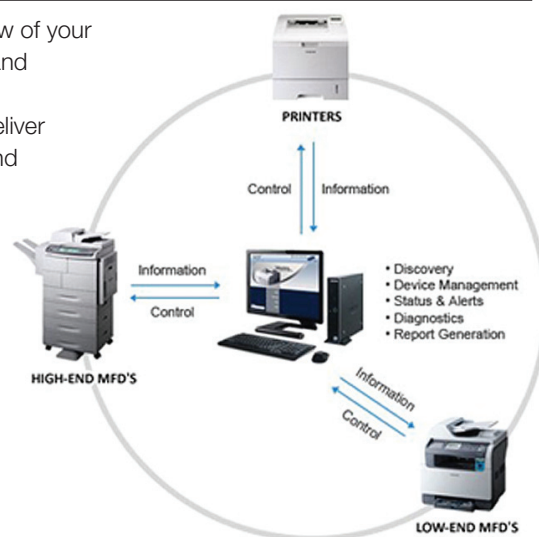 w of your
nd
eliver
nd
PRINTERS
Control
Information
Information
Control
• Discovery
• Device Management
• Status & Alerts
• Diagnostics
• Report Generation
HIGH-END MFD'S
Information
Control
LOW-END MFD'S